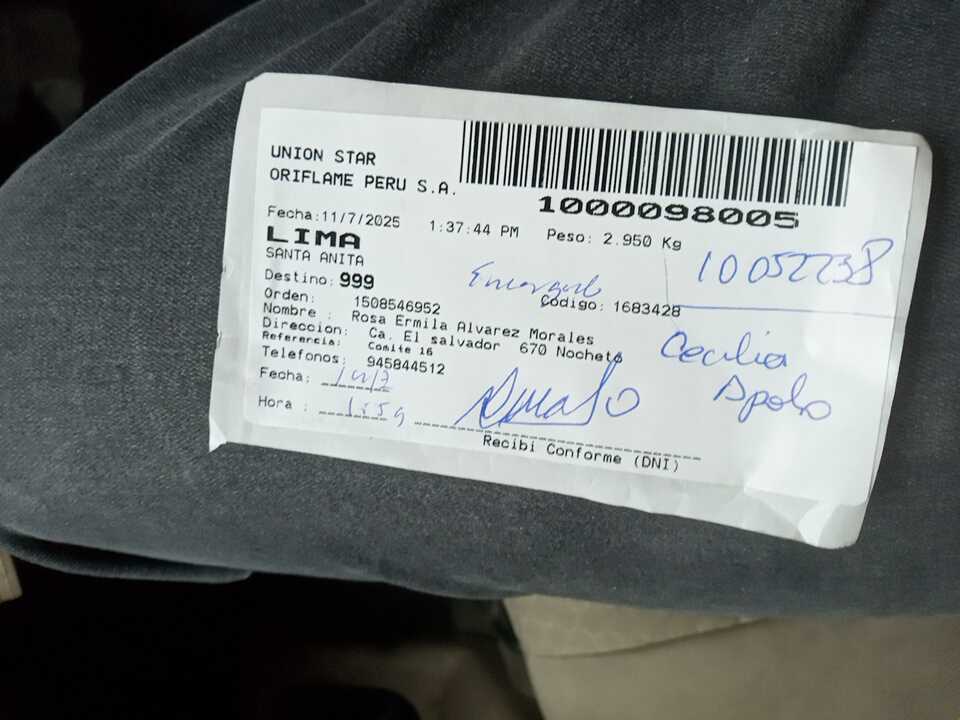 UNION STAR
ORIFLAME PERU S.A.
1000098005
Fecha:11/7/2025 1:37:44 PM Peso: 2.950 Kg
LIMA
SANTA ANITA
10052238
Destino: 999
Orden: 1508546952 Código: 1683428
Nombre : Rosa Ermila Alvarez Morales
Direccion: Ca. El salvador 670 Nocheto
Referencia: Comite 16
Telefonos: 945844512
Cecilia
Apolo
Fecha:
Hora :
Recibi Conforme (DNI)